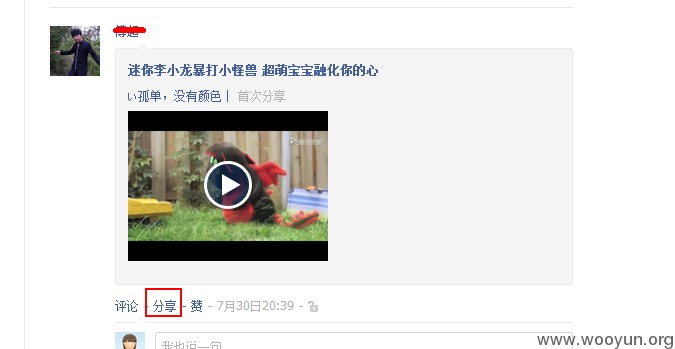 迷你李小龙暴打小怪兽 超萌宝宝融化你的心
い孤单，没有颜色丨 首次分享
评论 - 分享 - 赞 - 7月30日20:39 -
我也说一句
www.wooyun.org